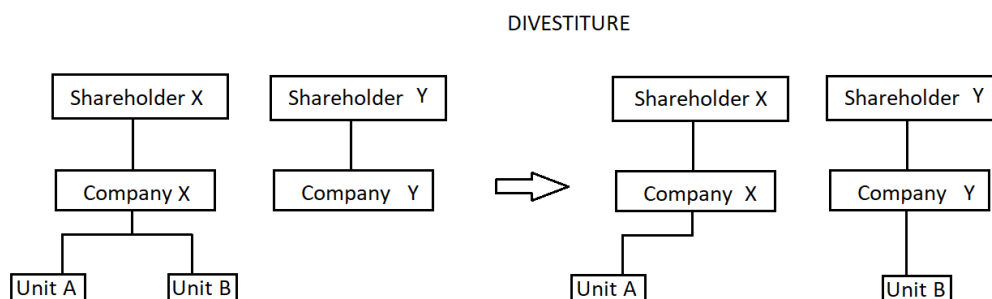 DIVESTITURE
Shareholder X
Shareholder Y
Shareholder X
Shareholder Y
Company X
Company Y
Company X
Company Y
Unit A
Unit B
Unit A
Unit B